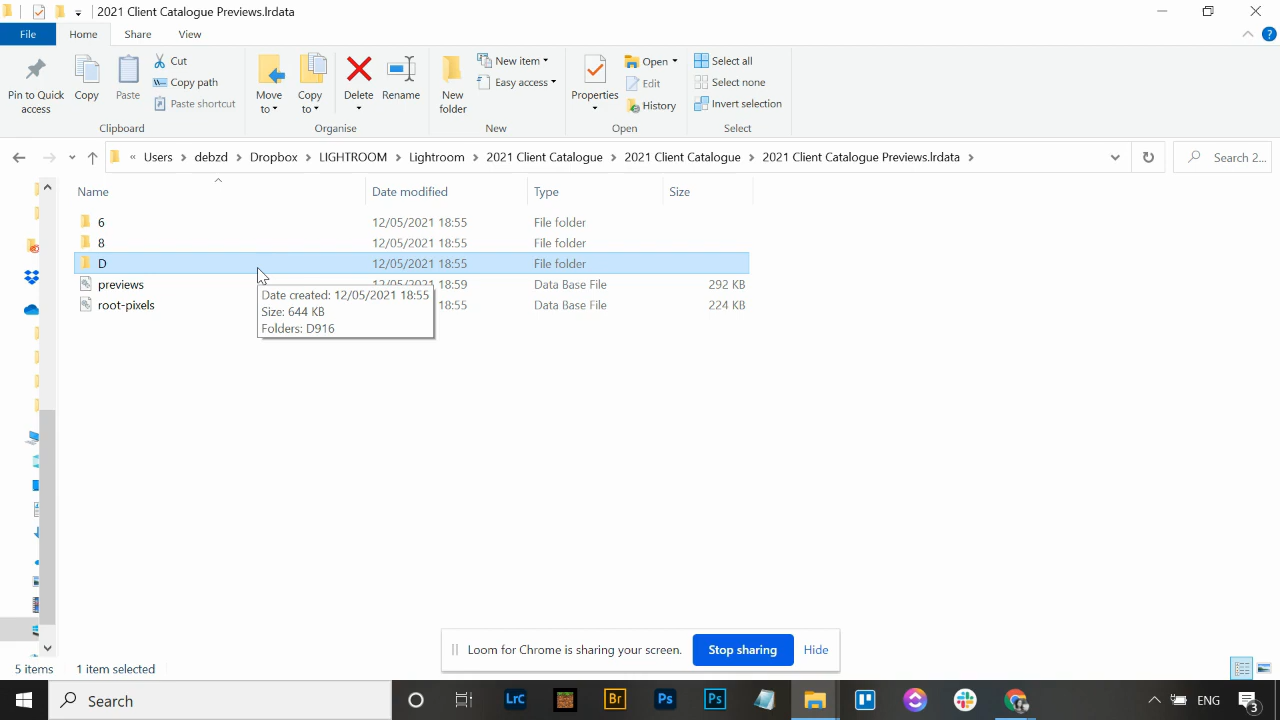 2021 Client Catalogue Previews.lrdata
File Home Share View
Pin to Quick access
Copy
Paste
Cut
Copy path
Paste shortcut
Clipboard
Move to
Copy to
Delete
Rename
Organise
New folder
New item
Easy access
New
Properties
Open
Edit
History
Open
Select all
Select none
Invert selection
Select
« Users > debzd > Dropbox > LIGHTROOM > Lightroom > 2021 Client Catalogue > 2021 Client Catalogue > 2021 Client Catalogue Previews.lrdata >
Search 2...
Name Date modified Type Size
6 12/05/2021 18:55 File folder
8 12/05/2021 18:55 File folder
D 12/05/2021 18:55 File folder
previews 12/05/2021 18:59 Data Base File 292 KB
root-pixels 18:55 Data Base File 224 KB
Date created: 12/05/2021 18:55
Size: 644 KB
Folders: D916
Loom for Chrome is sharing your screen. Stop sharing Hide
5 items 1 item selected
Search
LrC
Br
Ps
Ps
ENG
3